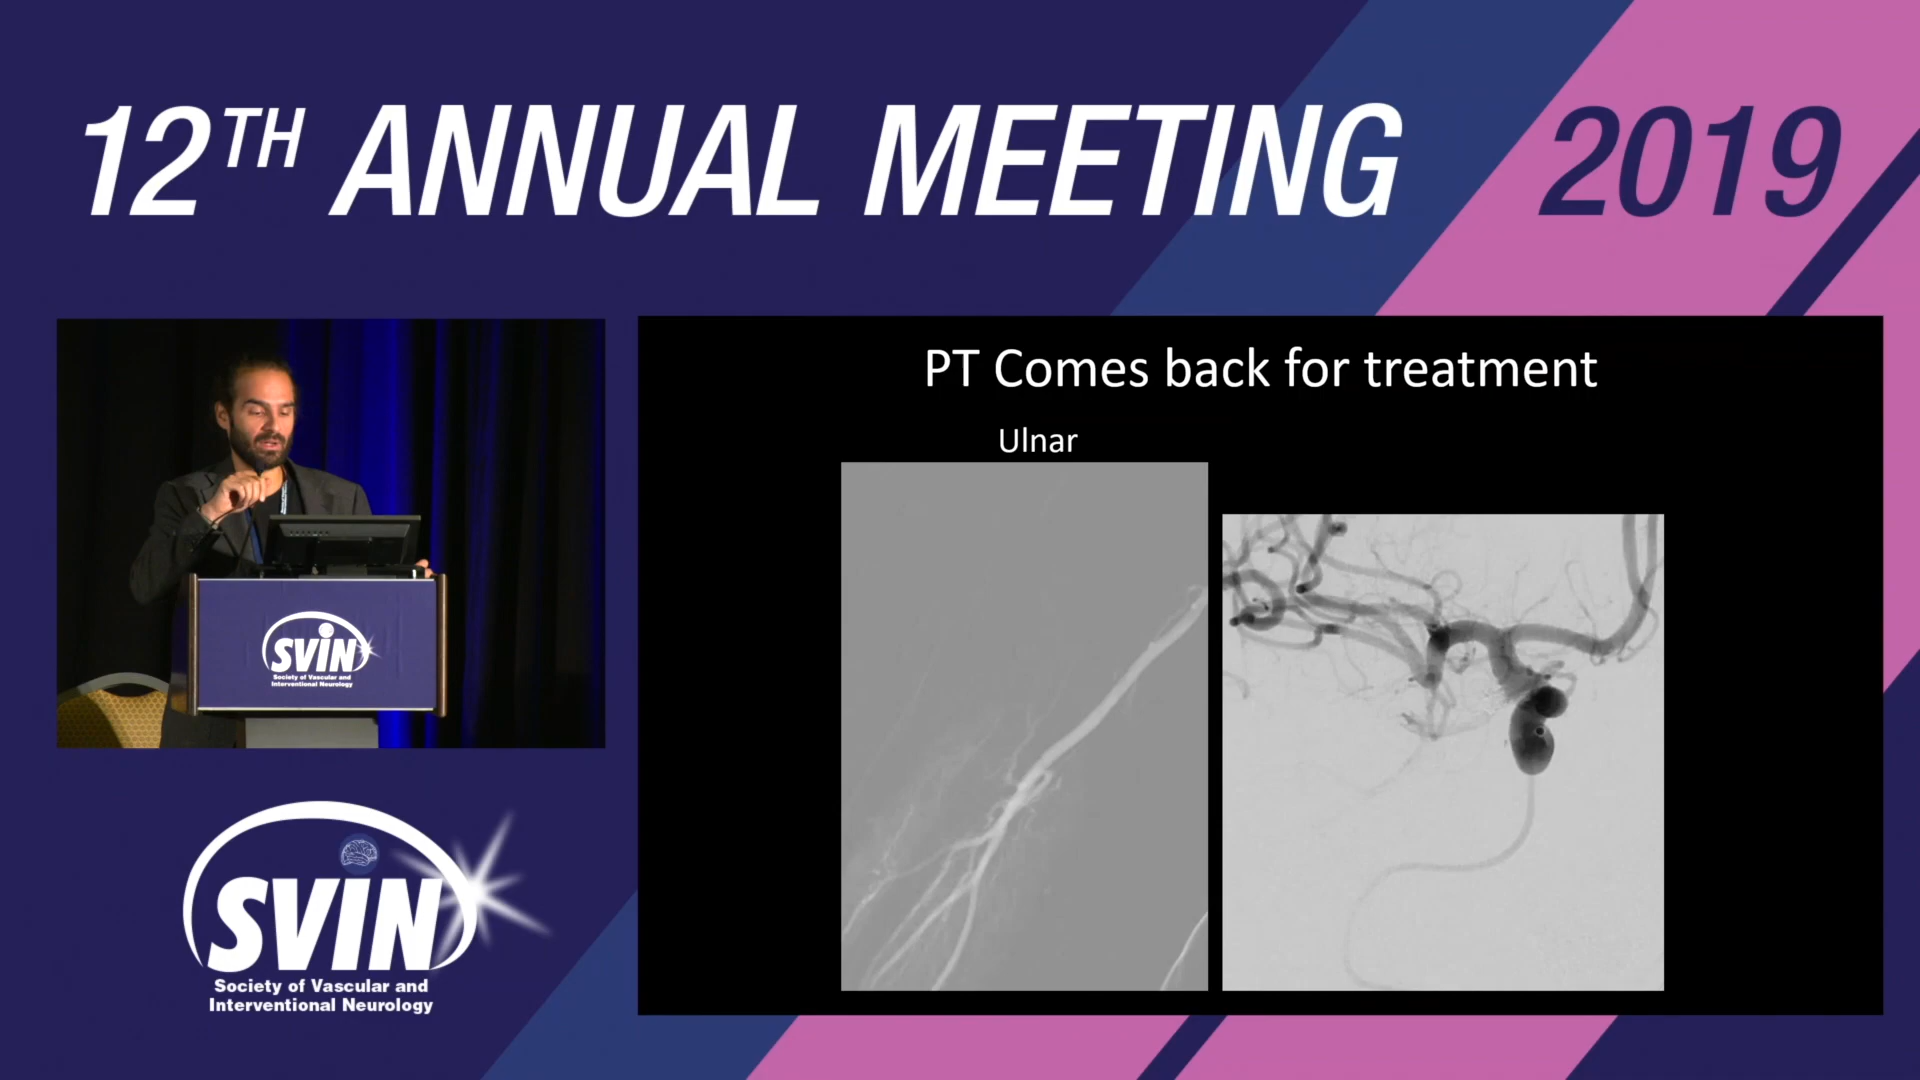 12TH ANNUAL MEETING 2019
PT Comes back for treatment
Ulnar
SVIN
Society of Vascular and
Interventional Neurology
SVIN
Society of Vascular and
Interventional Neurology